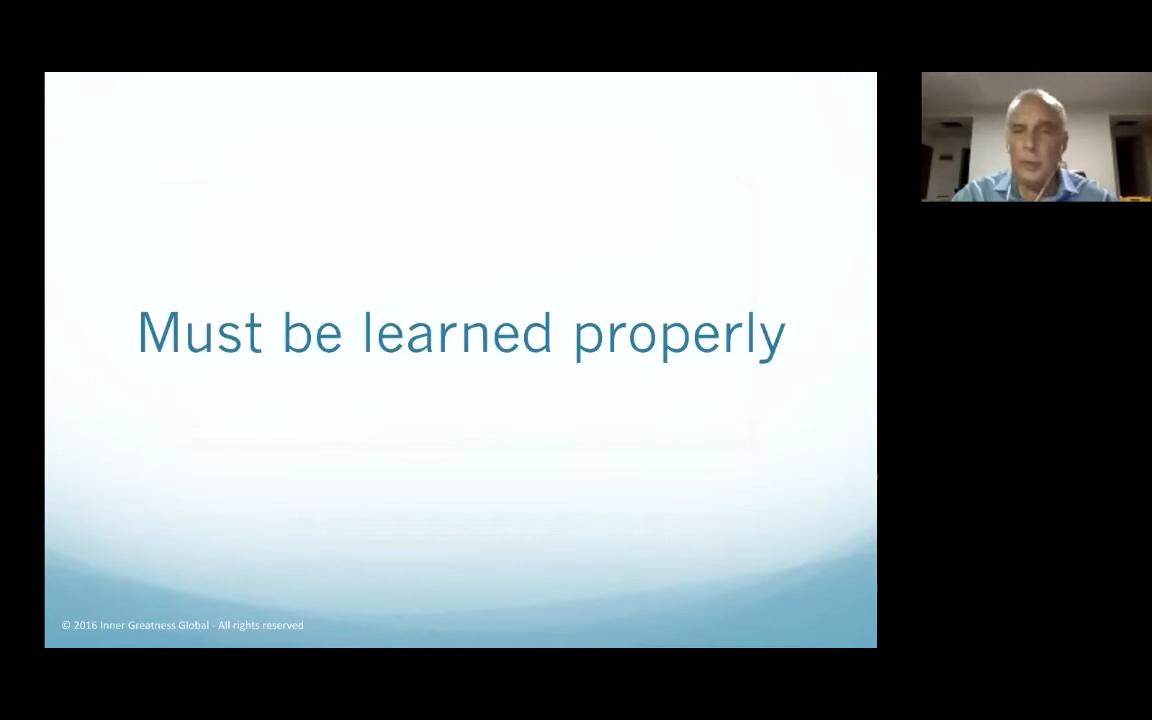 Must be learned properly
© 2016 Inner Greatness Global - All rights reserved